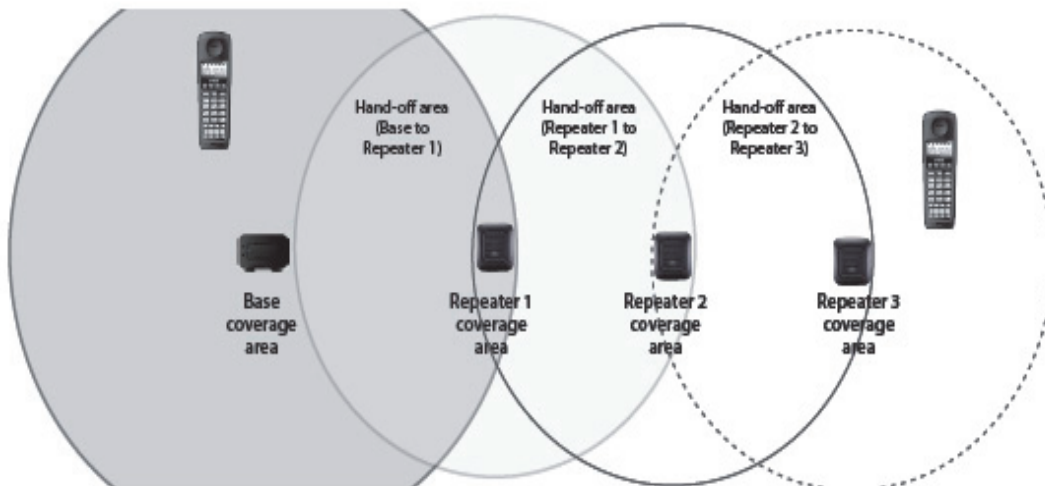 Hand-off area
(Base to
Repeater 1)
Hand-off area
(Repeater 1 to
Repeater 2)
Hand-off area
(Repeater 2 to
Repeater 3)
Base
coverage
area
Repeater 1
coverage
area
Repeater 2
coverage
area
Repeater 3
coverage
area